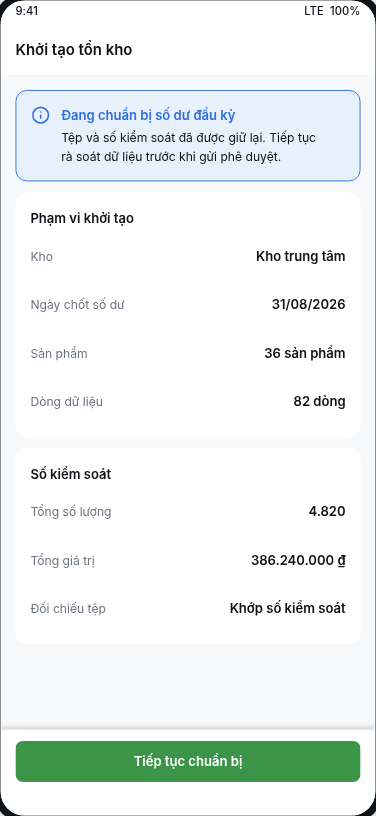 9:41
LTE 100%
Khởi tạo tồn kho
Đang chuẩn bị số dư đầu kỳ
Tệp và số kiểm soát đã được giữ lại. Tiếp tục
rà soát dữ liệu trước khi gửi phê duyệt.
Phạm vi khởi tạo
Kho
Kho trung tâm
Ngày chốt số dư
31/08/2026
Sản phẩm
36 sản phẩm
Dòng dữ liệu
82 dòng
Số kiểm soát
Tổng số lượng
4.820
Tổng giá trị
386.240.000 ₫
Đối chiếu tệp
Khớp số kiểm soát
Tiếp tục chuẩn bị